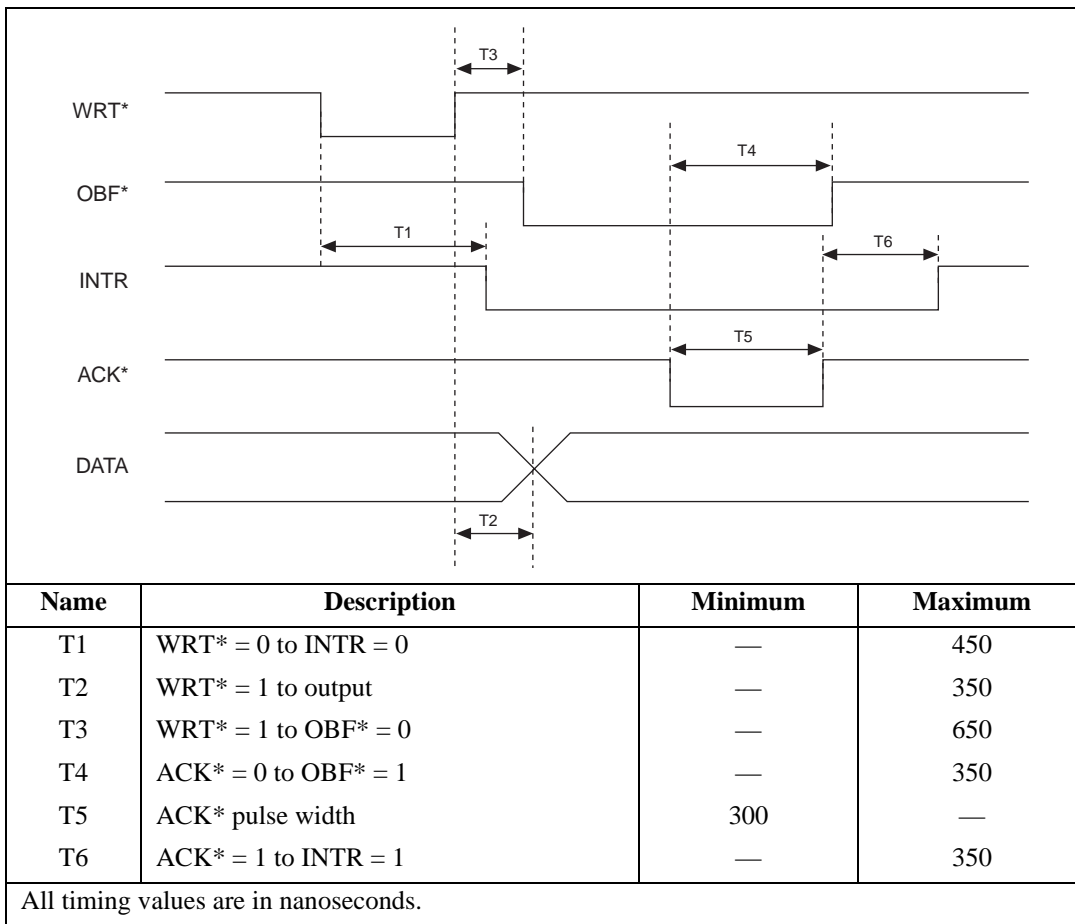 T3
WRT*
T4
OBF*
T1
T6
INTR
T5
ACK*
DATA
T2
Name Description Minimum Maximum
T1 WRT* = 0 to INTR = 0 — 450
T2 WRT* = 1 to output — 350
T3 WRT* = 1 to OBF* = 0 — 650
T4 ACK* = 0 to OBF* = 1 — 350
T5 ACK* pulse width 300 —
T6 ACK* = 1 to INTR = 1 — 350
All timing values are in nanoseconds.